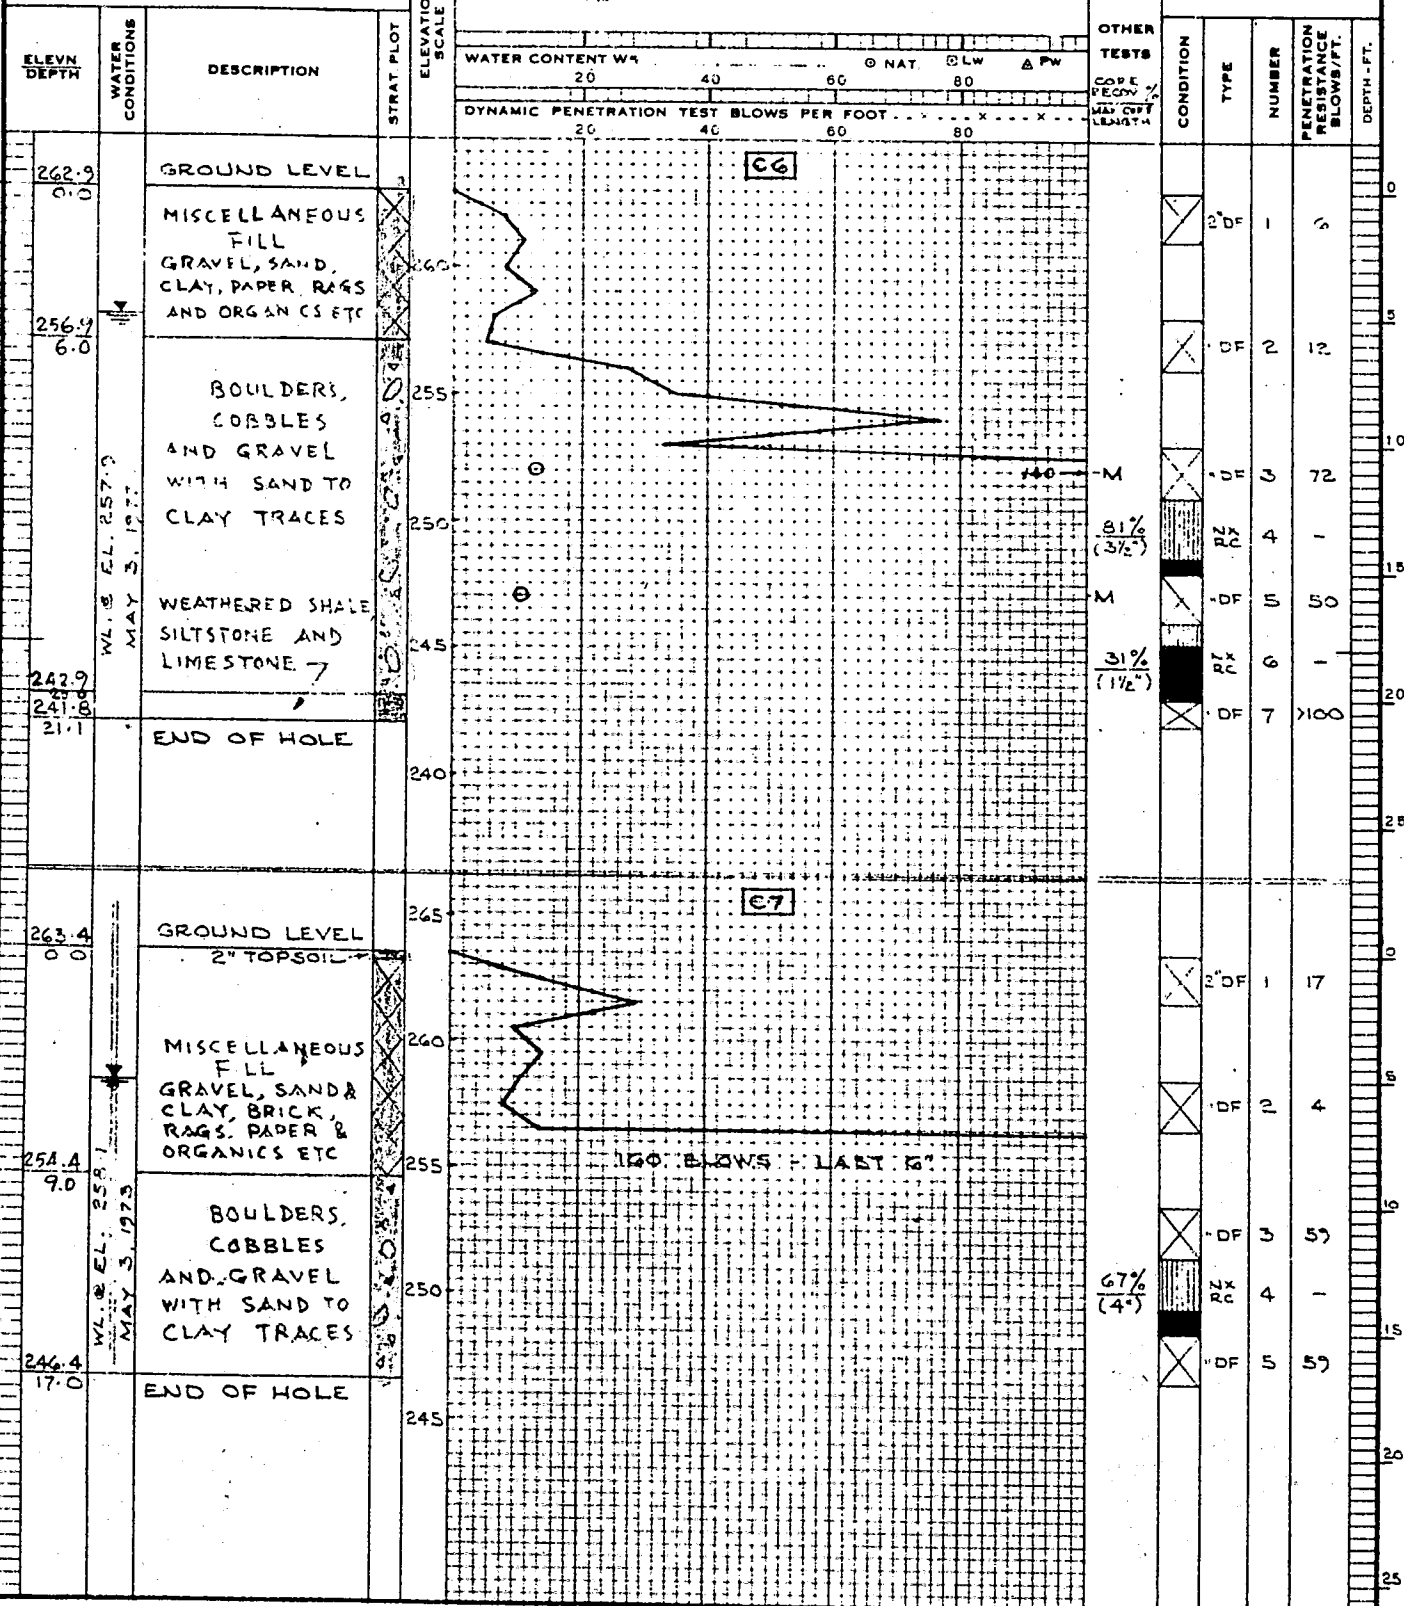 ELEVN.
DEPTH
WATER CONDITIONS
DESCRIPTION
STRAT. PLOT
ELEVATION SCALE
WATER CONTENT W% ⊙ NAT. ⊡ LW △ PW
20 40 60 80
DYNAMIC PENETRATION TEST BLOWS PER FOOT - x - x -
20 40 60 80
OTHER TESTS
CORE RECOV %
MAX CORE LENGTH
CONDITION
TYPE
NUMBER
PENETRATION RESISTANCE BLOWS/FT.
DEPTH - FT.
C6
262.9
0.0
GROUND LEVEL
MISCELLANEOUS
FILL
GRAVEL, SAND,
CLAY, PAPER RAGS
AND ORGANCS ETC
256.9
6.0
BOULDERS,
COBBLES
AND GRAVEL
WITH SAND TO
CLAY TRACES
WL. @ EL. 257.9
MAY 3, 1977
WEATHERED SHALE
SILTSTONE AND
LIMESTONE
242.9
241.8
21.1
END OF HOLE
260
255
250
245
240
140
M
81%
(3½")
M
31%
(1½")
2"DF 1 6
" DF 2 12
" DF 3 72
4 -
" DF 5 50
6 -
" DF 7 >100
0
5
10
15
20
25
C7
263.4
0 0
GROUND LEVEL
2" TOPSOIL
MISCELLANEOUS
FILL
GRAVEL, SAND &
CLAY, BRICK,
RAGS. PAPER &
ORGANICS ETC
254.4
9.0
BOULDERS,
COBBLES
AND GRAVEL
WITH SAND TO
CLAY TRACES
WL. @ EL. 258.1
MAY 3, 1973
246.4
17.0
END OF HOLE
265
260
255
250
245
160 BLOWS - LAST 6"
67%
(4")
2"DF 1 17
" DF 2 4
" DF 3 59
4 -
" DF 5 59
0
5
10
15
20
25